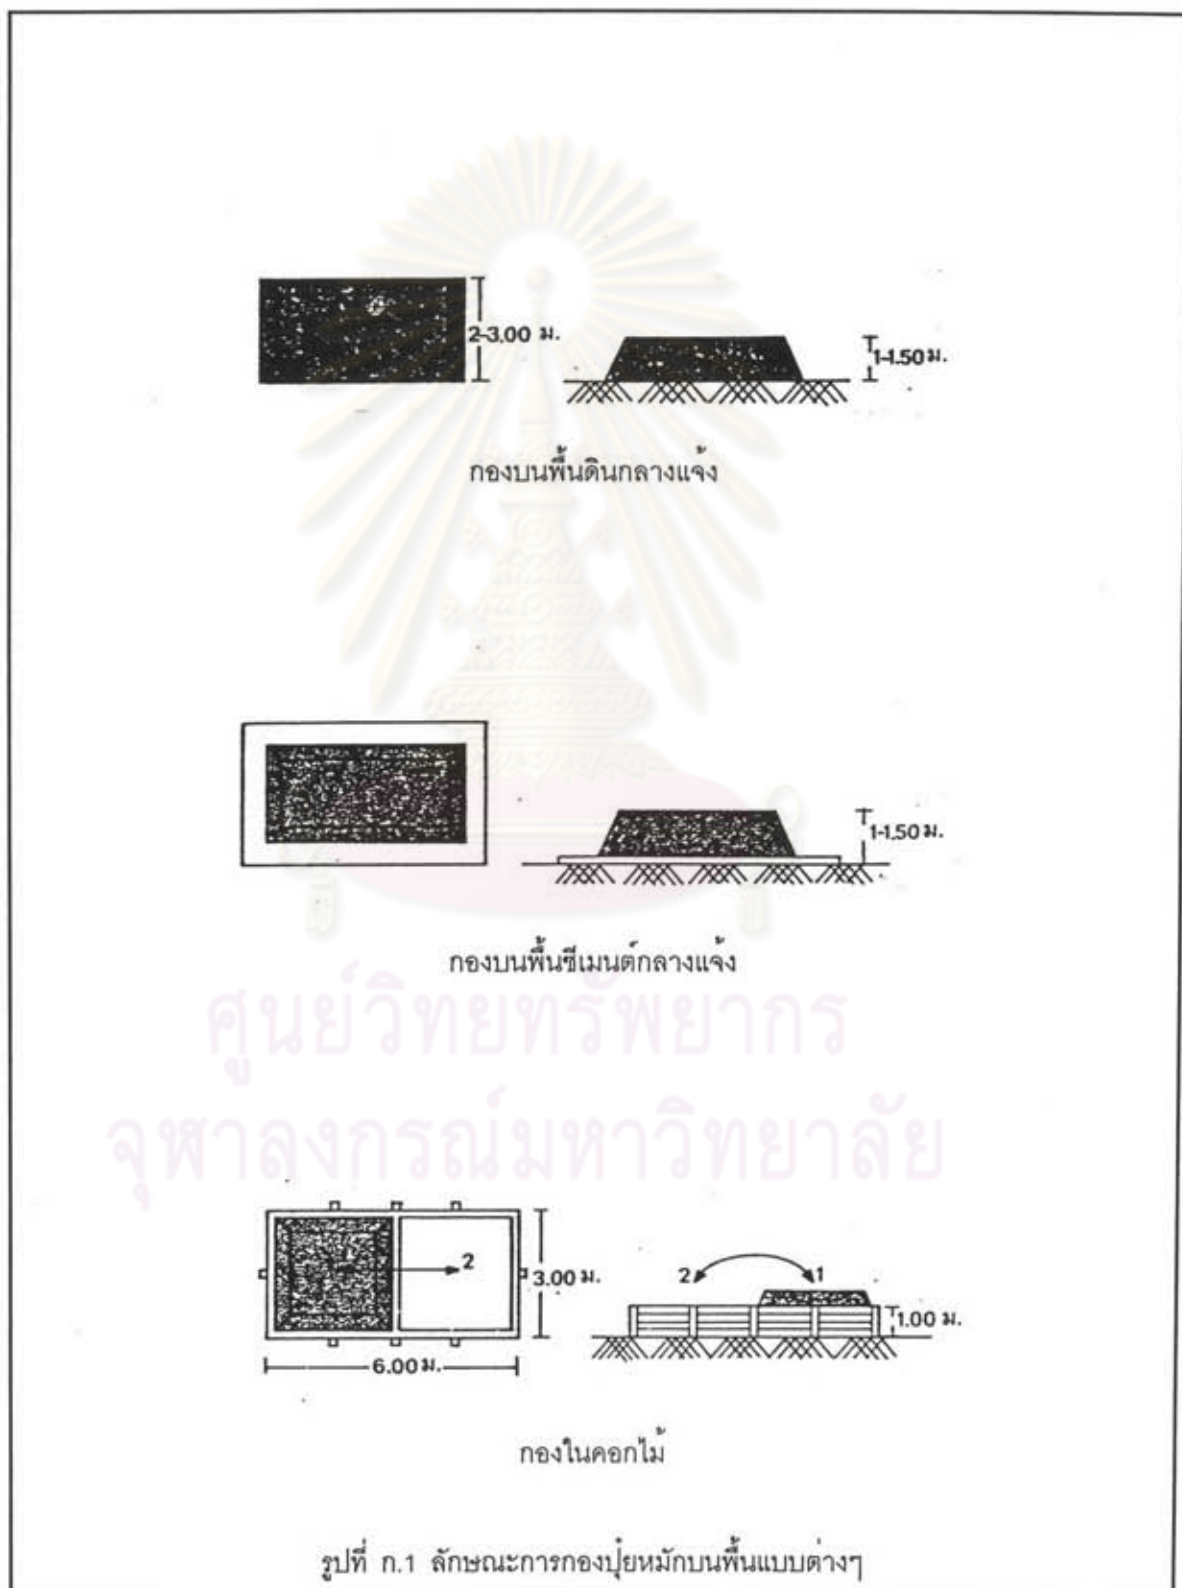 2-3.00 ม.
1-1.50 ม.
กองบนพื้นดินกลางแจ้ง
1-1.50 ม.
กองบนพื้นซีเมนต์กลางแจ้ง
ศูนย์วิทยทรัพยากร
จุฬาลงกรณ์มหาวิทยาลัย
2
3.00 ม.
6.00 ม.
2
1
1.00 ม.
กองในคอกไม้
รูปที่ ก.1 ลักษณะการกองปุ๋ยหมักบนพื้นแบบต่างๆ